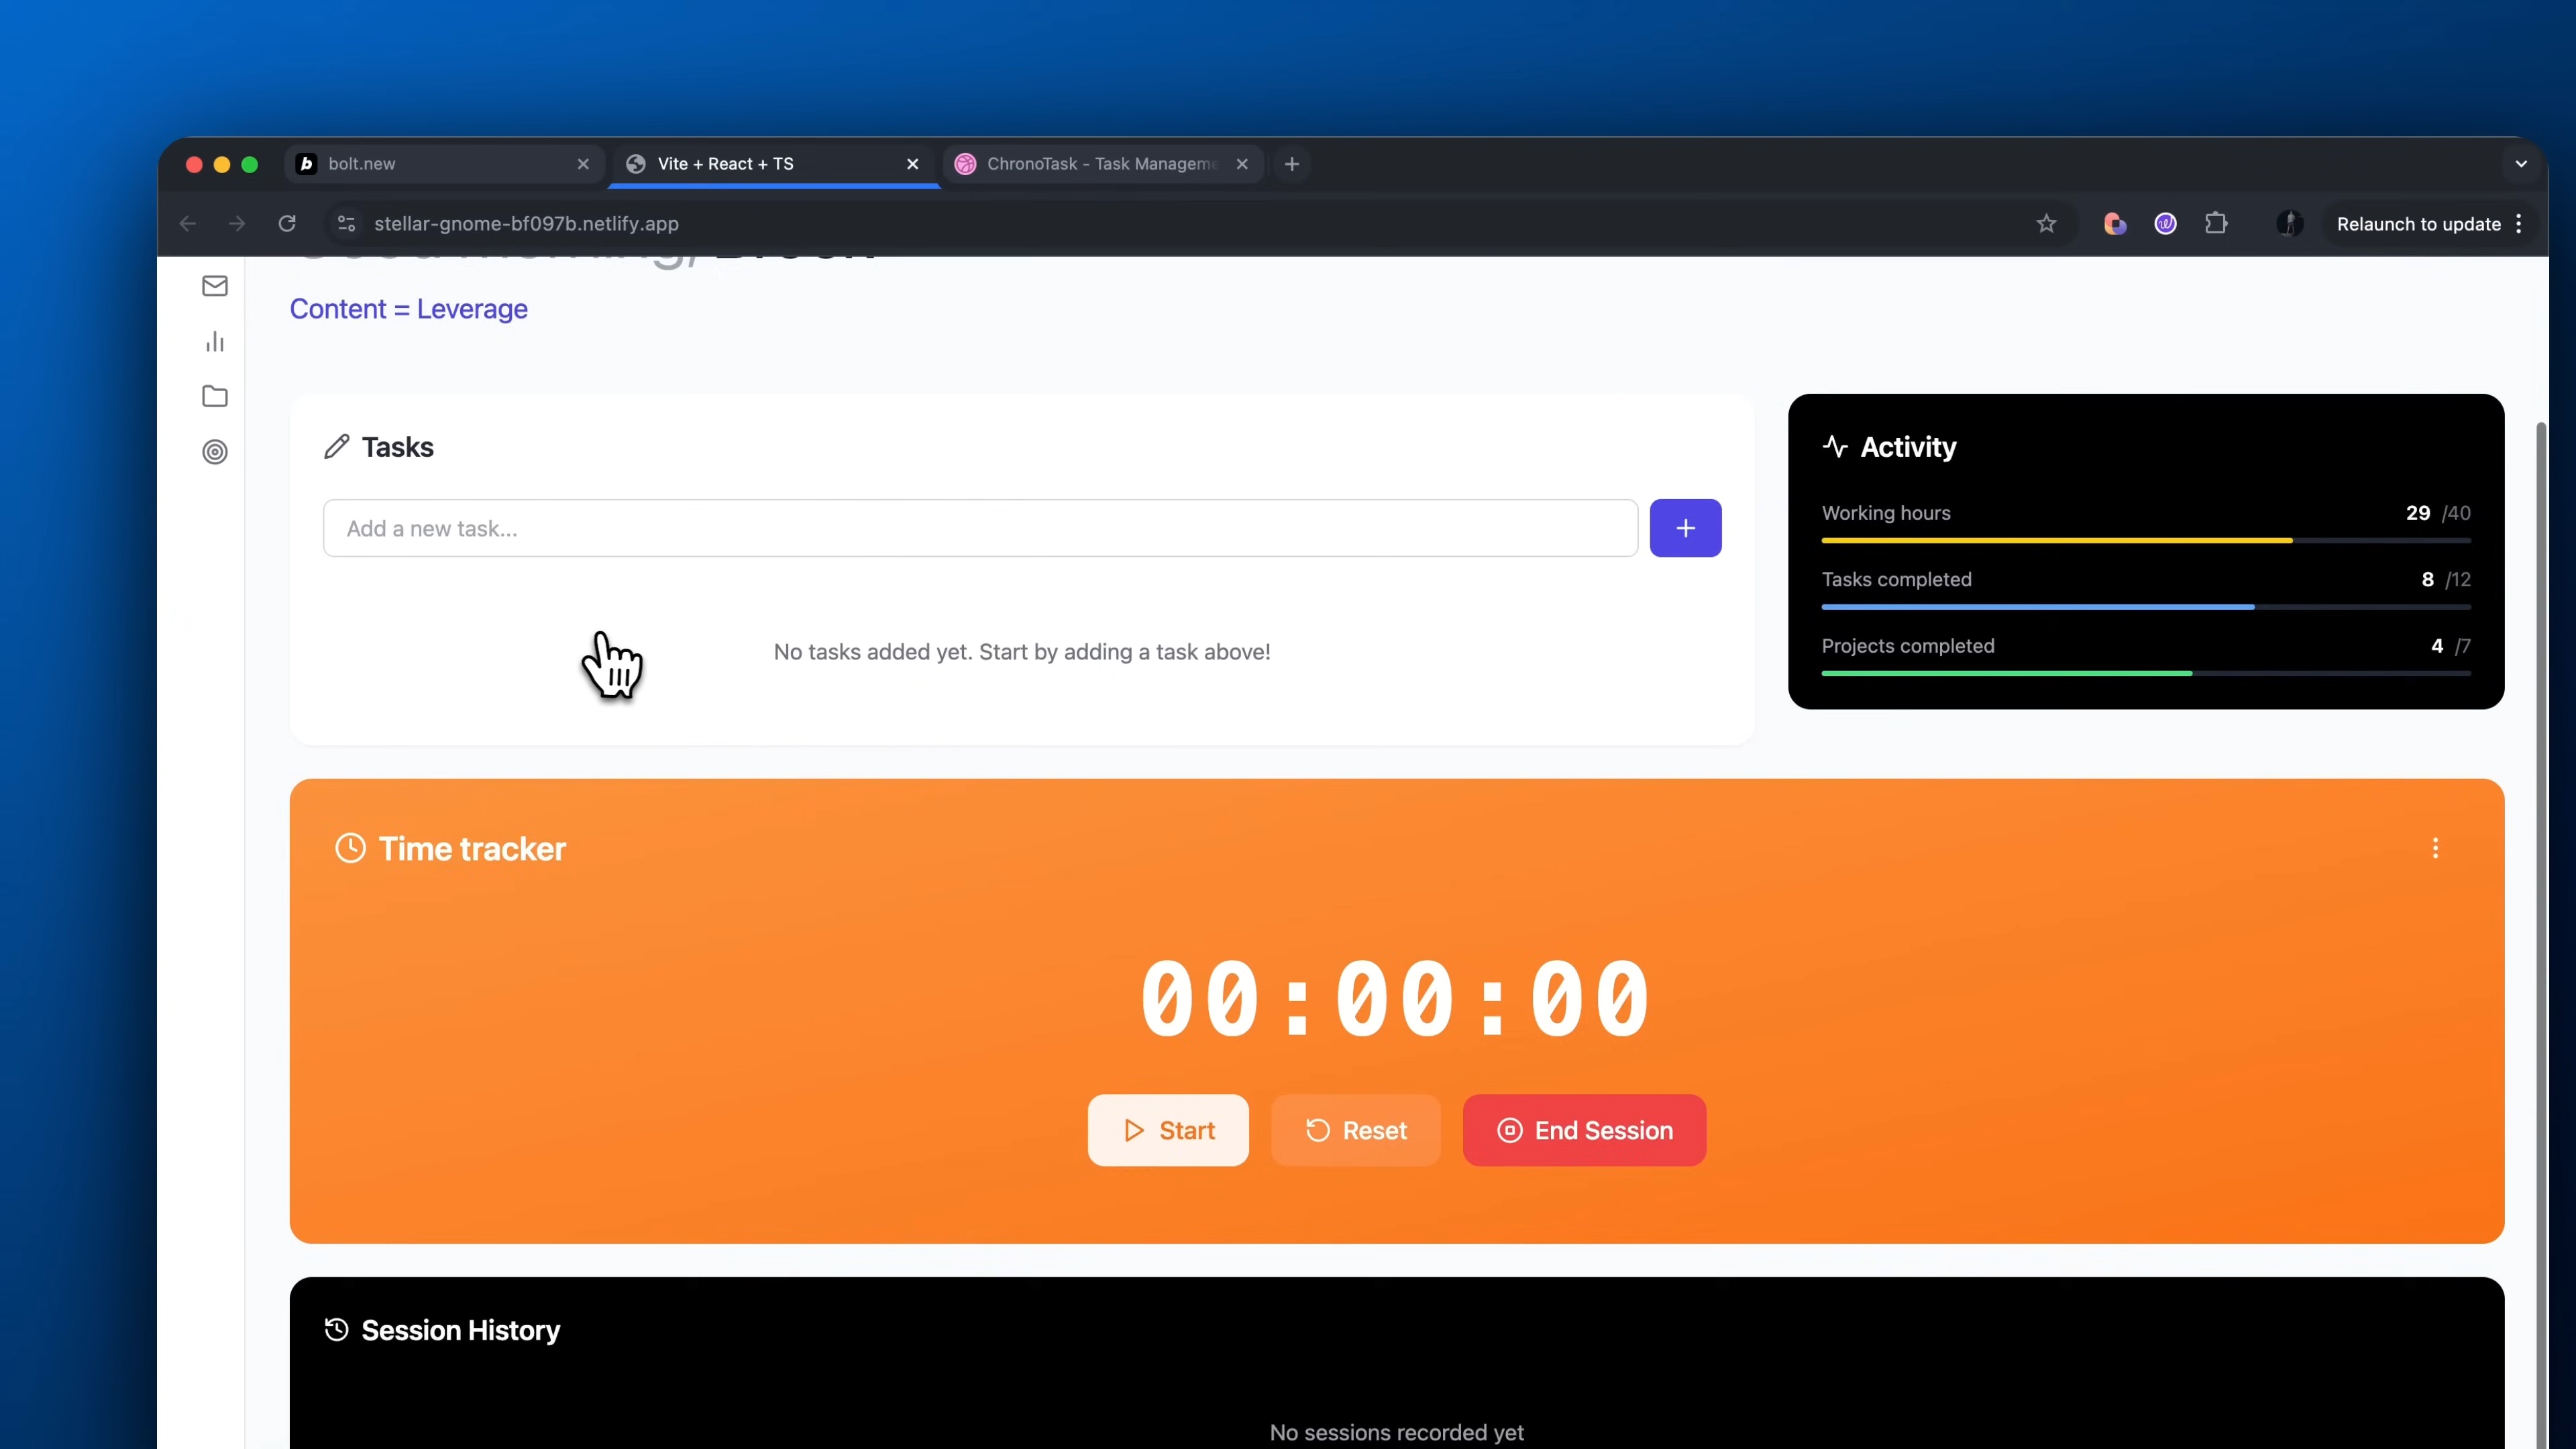 bolt.new
Vite + React + TS
ChronoTask - Task Manageme
stellar-gnome-bf097b.netlify.app
Relaunch to update
Content = Leverage
Tasks
Add a new task...
No tasks added yet. Start by adding a task above!
Activity
Working hours 29 /40
Tasks completed 8 /12
Projects completed 4 /7
Time tracker
00:00:00
Start
Reset
End Session
Session History
No sessions recorded yet